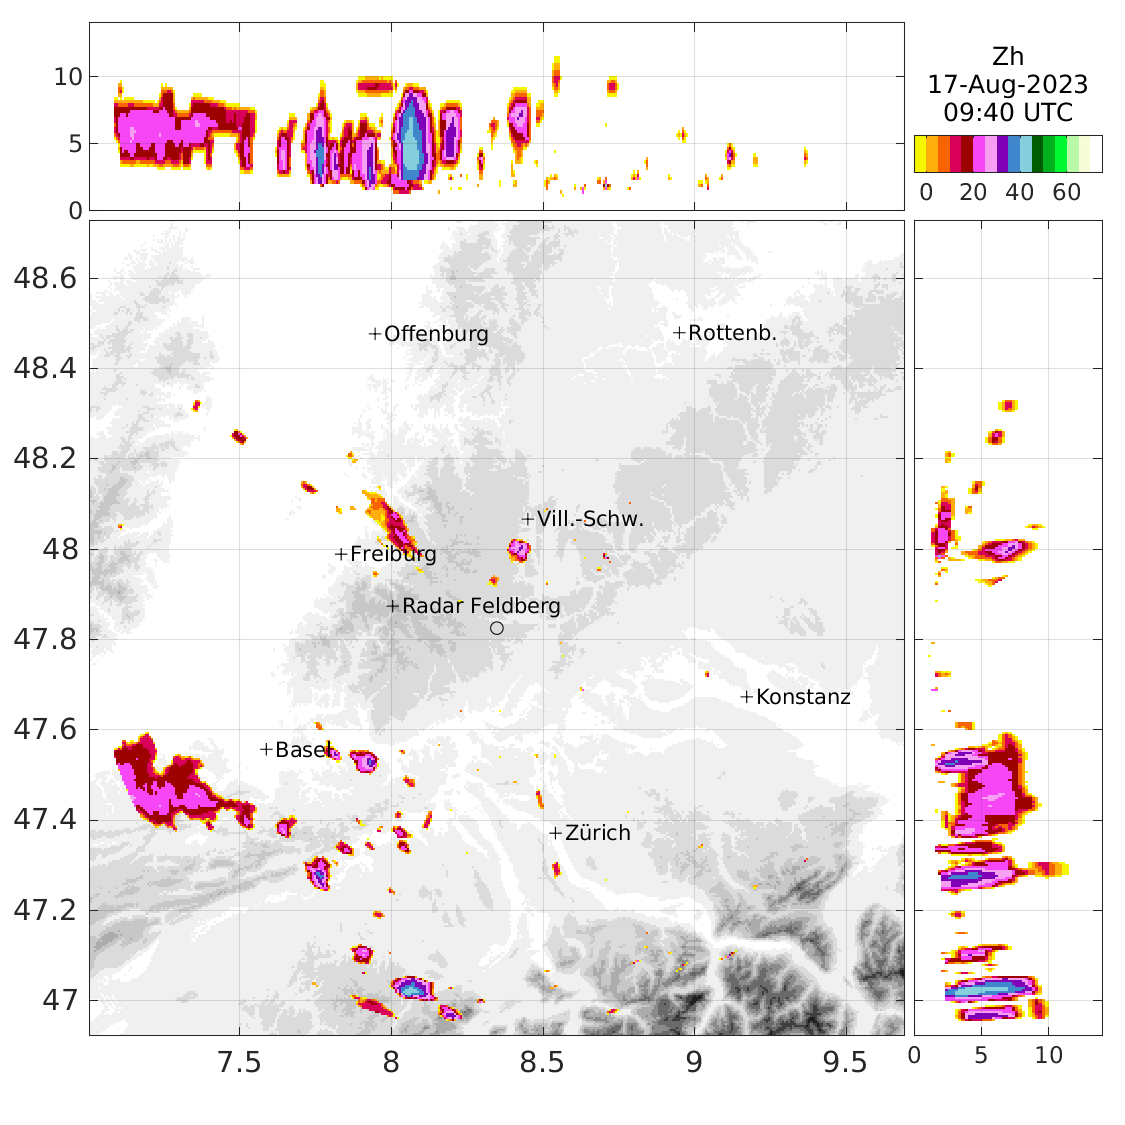 Zh
17-Aug-2023
09:40 UTC
0 20 40 60
10
5
0
48.6
48.4
48.2
48
47.8
47.6
47.4
47.2
47
+Offenburg
+Rottenb.
+Vill.-Schw.
+Freiburg
+Radar Feldberg
+Konstanz
+Basel
+Zürich
7.5 8 8.5 9 9.5
0 5 10